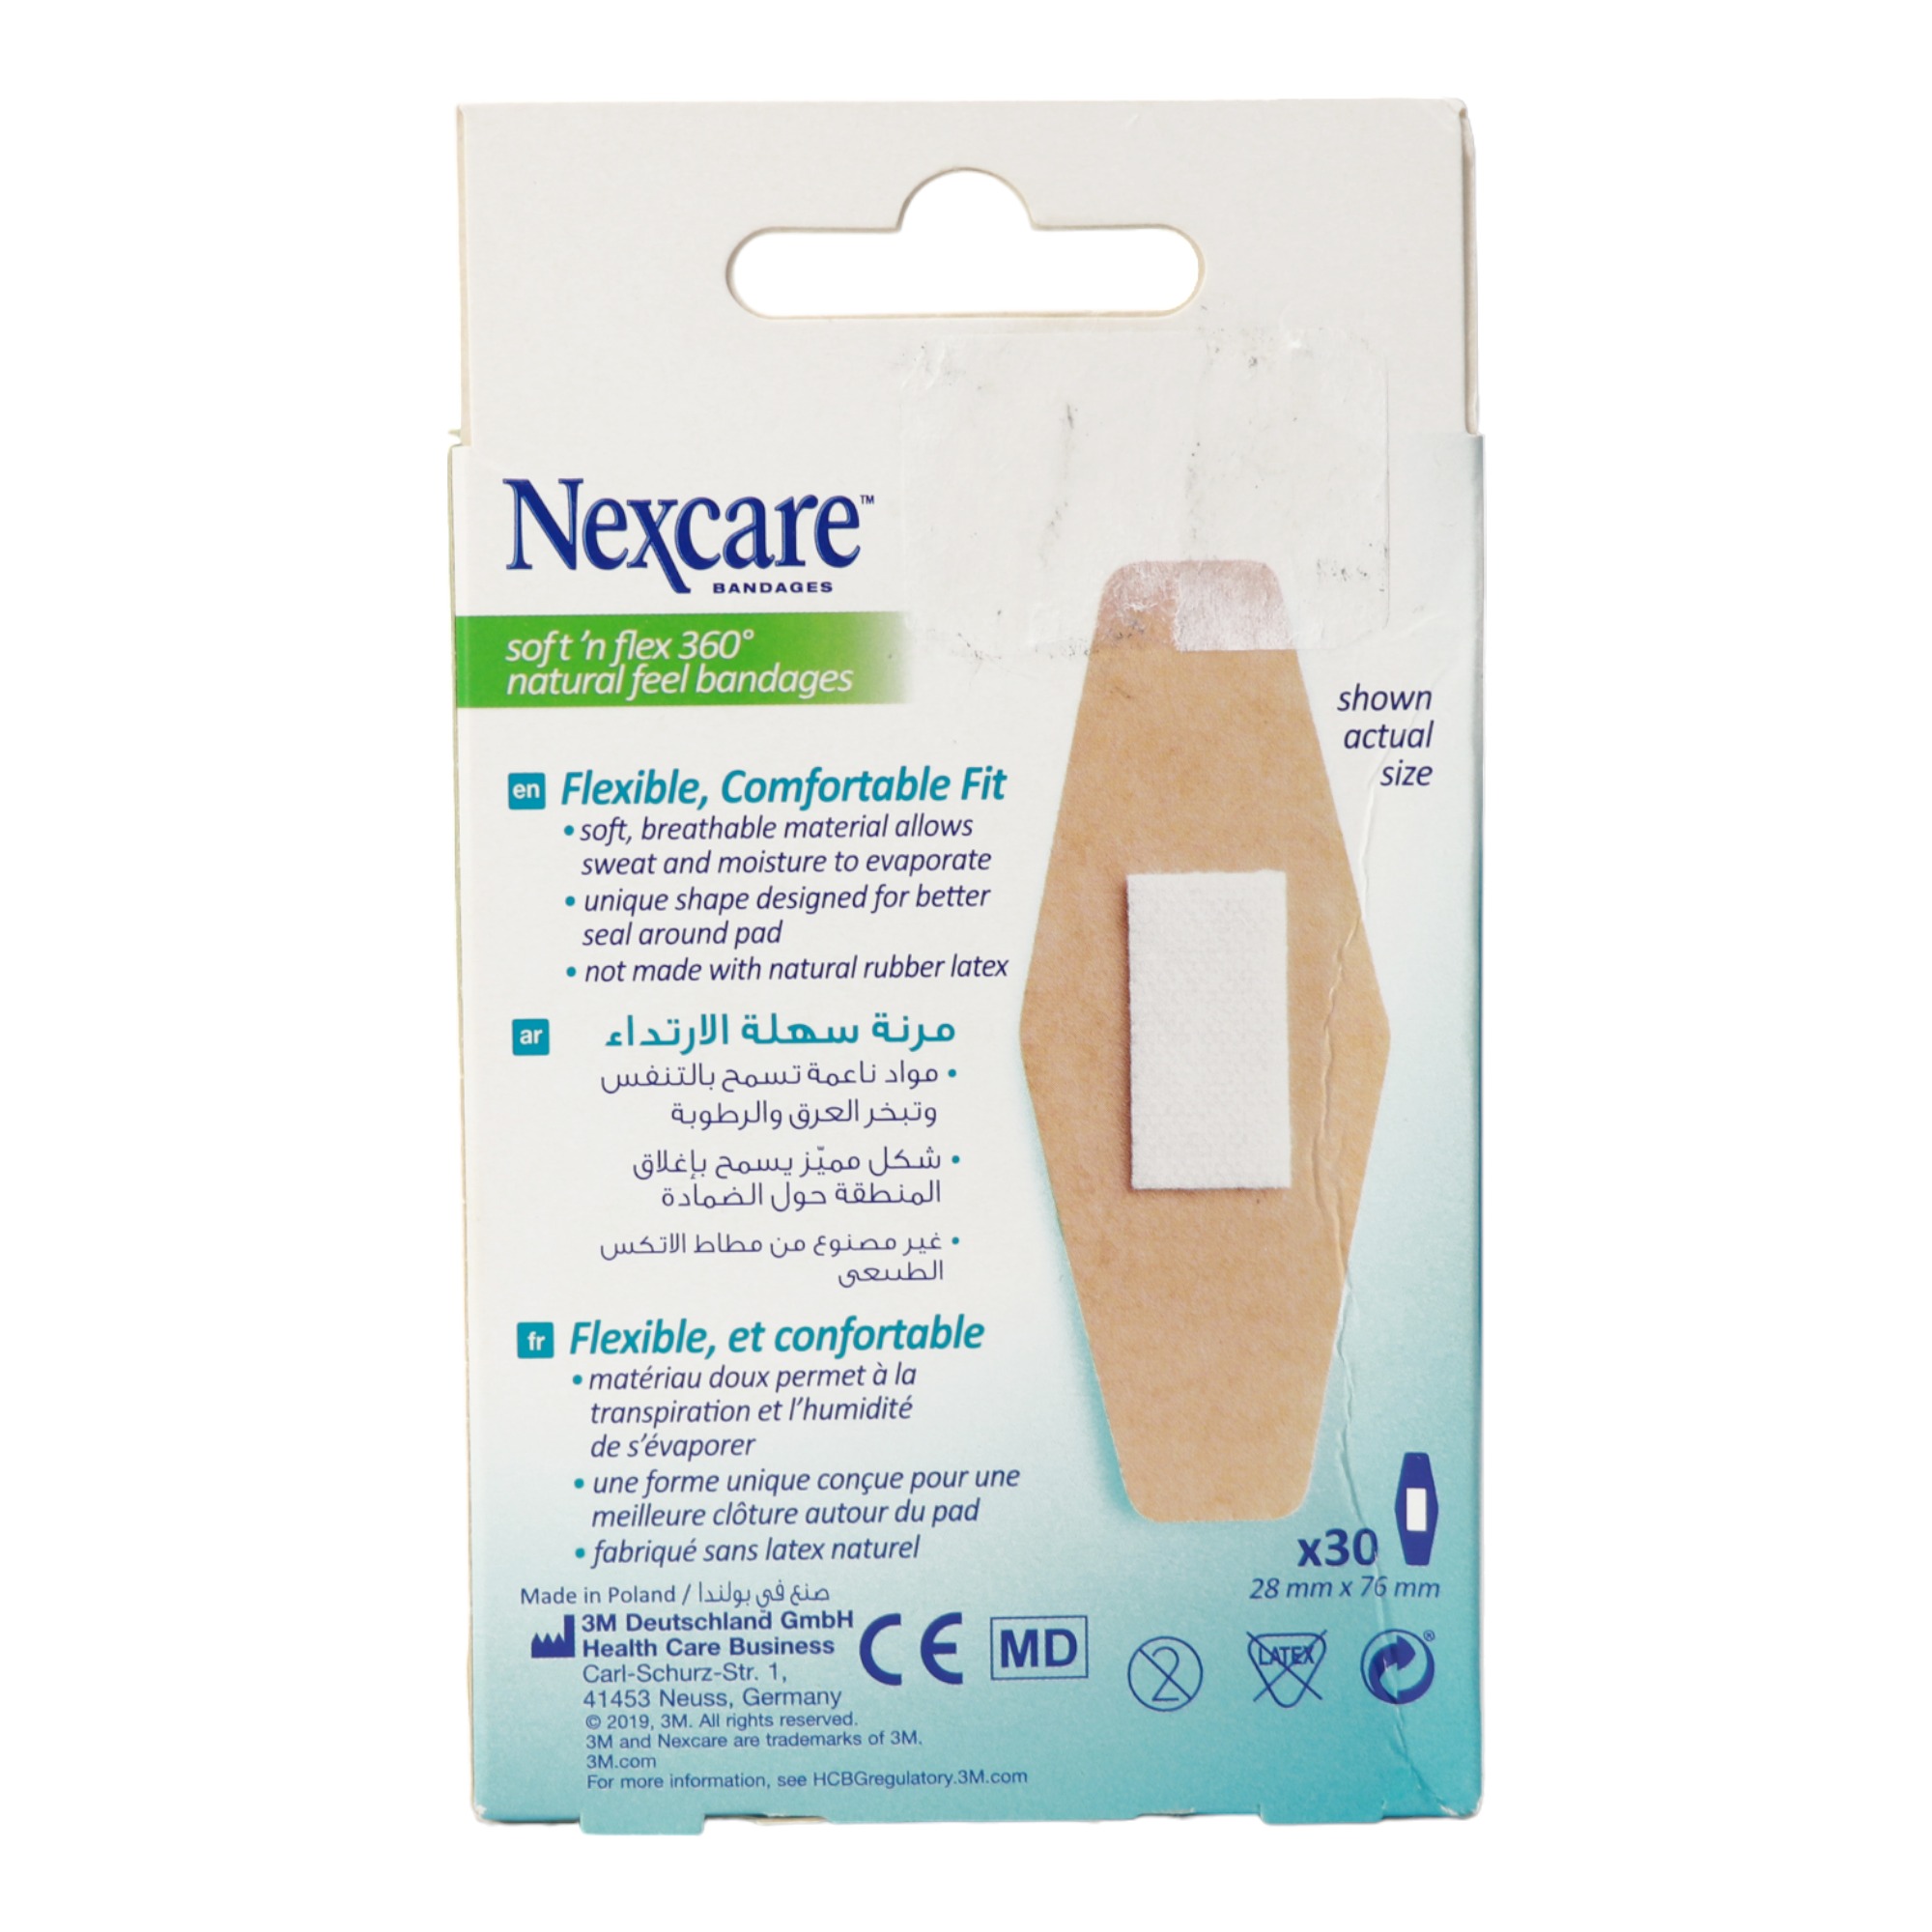 Nexcare™
BANDAGES
soft 'n flex 360°
natural feel bandages
shown
actual
size
en Flexible, Comfortable Fit
• soft, breathable material allows
sweat and moisture to evaporate
• unique shape designed for better
seal around pad
• not made with natural rubber latex
ar مرنة سهلة الارتداء
• مواد ناعمة تسمح بالتنفس
وتبخر العرق والرطوبة
• شكل مميّز يسمح بإغلاق
المنطقة حول الضمادة
• غير مصنوع من مطاط الاتكس
الطبيعي
fr Flexible, et confortable
• matériau doux permet à la
transpiration et l'humidité
de s'évaporer
• une forme unique conçue pour une
meilleure clôture autour du pad
• fabriqué sans latex naturel
x30
28 mm x 76 mm
Made in Poland / صنع في بولندا
3M Deutschland GmbH
Health Care Business
Carl-Schurz-Str. 1,
41453 Neuss, Germany
© 2019, 3M. All rights reserved.
3M and Nexcare are trademarks of 3M.
3M.com
For more information, see HCBGregulatory.3M.com
CE
MD
2
LATEX
®